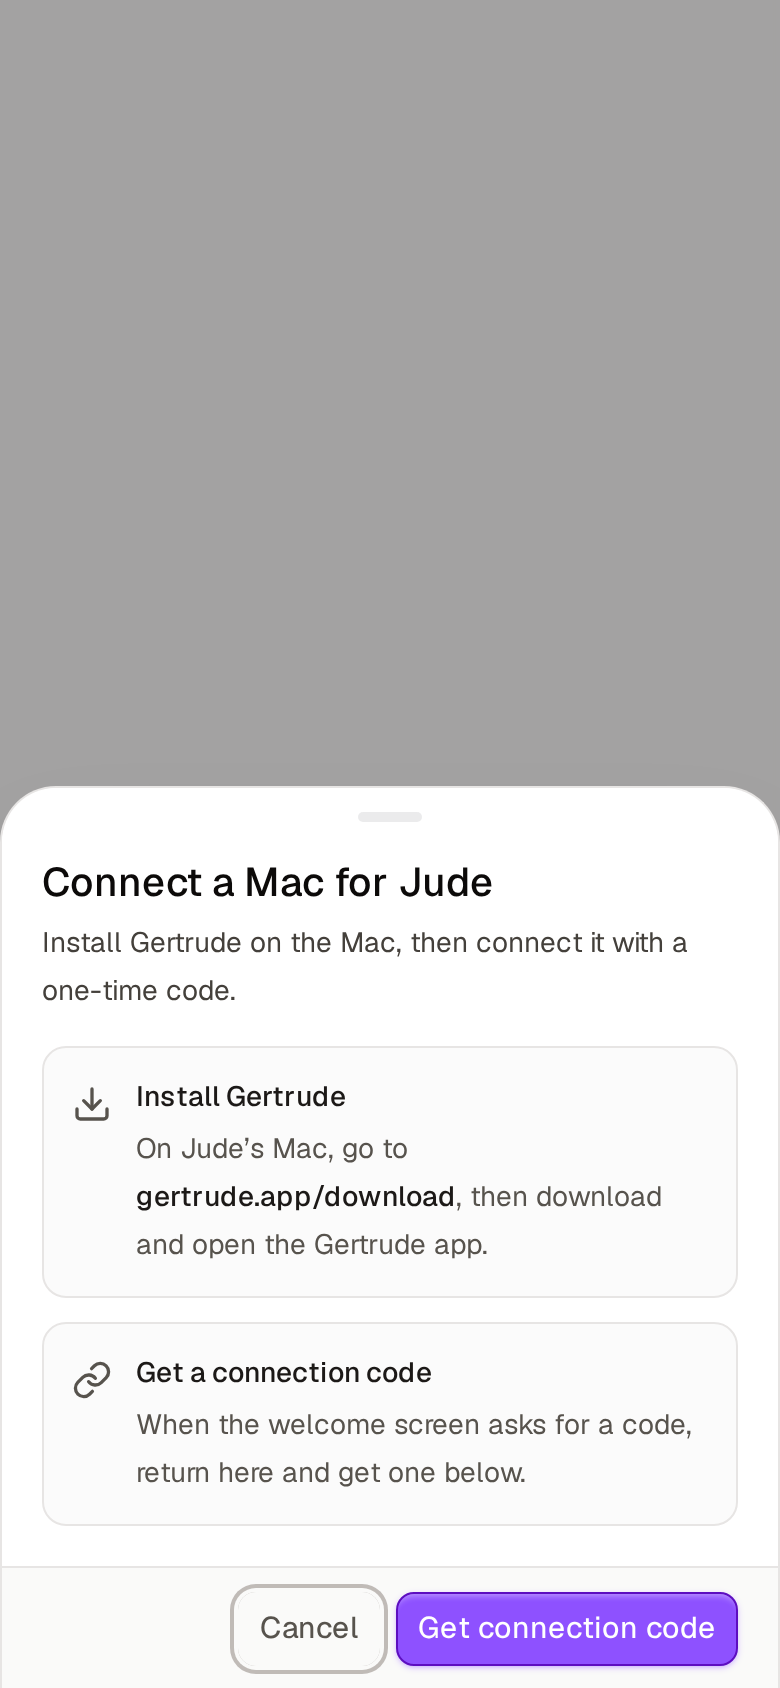 Connect a Mac for Jude
Install Gertrude on the Mac, then connect it with a
one-time code.
Install Gertrude
On Jude’s Mac, go to
gertrude.app/download, then download
and open the Gertrude app.
Get a connection code
When the welcome screen asks for a code,
return here and get one below.
Cancel
Get connection code